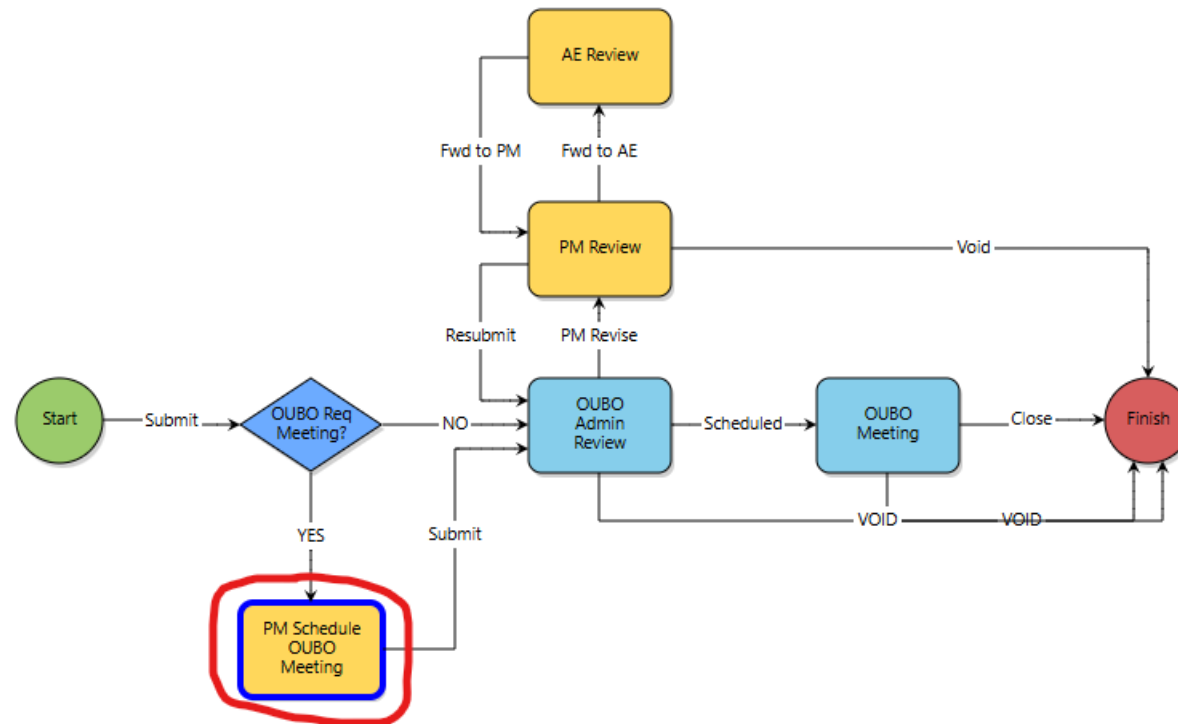 AE Review
Fwd to PM
Fwd to AE
PM Review
Void
Resubmit
PM Revise
Start
Submit
OUBO Req
Meeting?
NO
OUBO
Admin
Review
Scheduled
OUBO
Meeting
Close
Finish
YES
Submit
VOID
VOID
PM Schedule
OUBO
Meeting